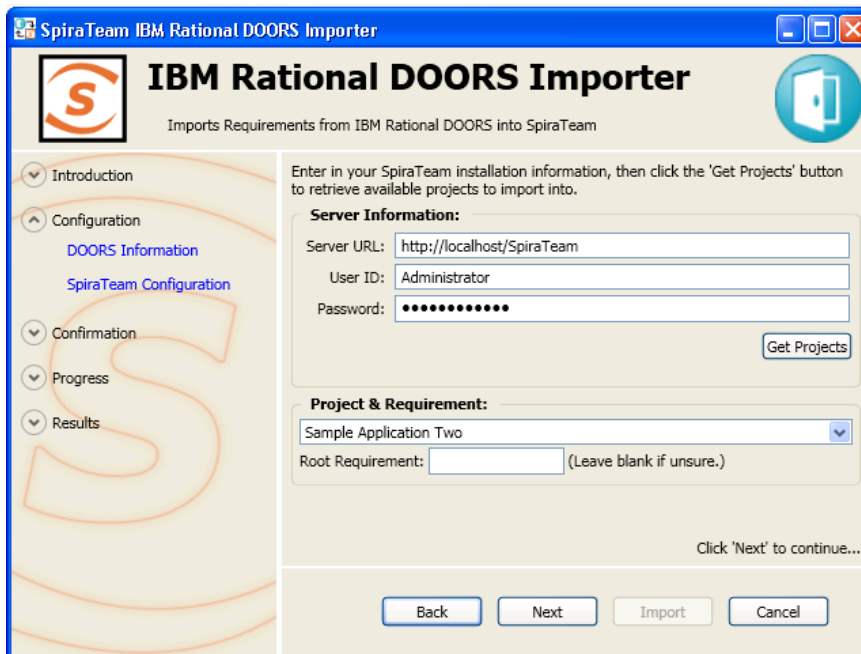 SpiraTeam IBM Rational DOORS Importer
S
IBM Rational DOORS Importer
Imports Requirements from IBM Rational DOORS into SpiraTeam
Introduction
Configuration
DOORS Information
SpiraTeam Configuration
Confirmation
Progress
Results
Enter in your SpiraTeam installation information, then click the 'Get Projects' button
to retrieve available projects to import into.
Server Information:
Server URL: http://localhost/SpiraTeam
User ID: Administrator
Password: ●●●●●●●●●●●●
Get Projects
Project & Requirement:
Sample Application Two
Root Requirement: (Leave blank if unsure.)
Click 'Next' to continue...
Back Next Import Cancel